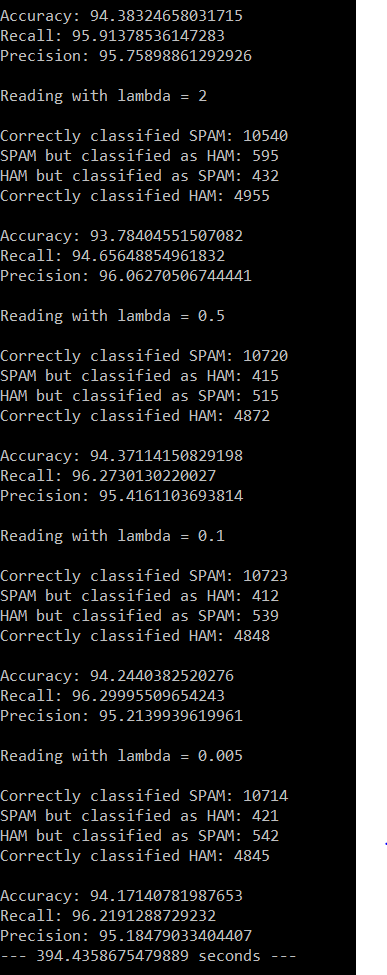 Accuracy: 94.38324658031715
Recall: 95.91378536147283
Precision: 95.75898861292926
Reading with lambda = 2
Correctly classified SPAM: 10540
SPAM but classified as HAM: 595
HAM but classified as SPAM: 432
Correctly classified HAM: 4955
Accuracy: 93.78404551507082
Recall: 94.65648854961832
Precision: 96.06270506744441
Reading with lambda = 0.5
Correctly classified SPAM: 10720
SPAM but classified as HAM: 415
HAM but classified as SPAM: 515
Correctly classified HAM: 4872
Accuracy: 94.37114150829198
Recall: 96.2730130220027
Precision: 95.4161103693814
Reading with lambda = 0.1
Correctly classified SPAM: 10723
SPAM but classified as HAM: 412
HAM but classified as SPAM: 539
Correctly classified HAM: 4848
Accuracy: 94.2440382520276
Recall: 96.29995509654243
Precision: 95.2139939619961
Reading with lambda = 0.005
Correctly classified SPAM: 10714
SPAM but classified as HAM: 421
HAM but classified as SPAM: 542
Correctly classified HAM: 4845
Accuracy: 94.17140781987653
Recall: 96.2191288729232
Precision: 95.18479033404407
--- 394.4358675479889 seconds ---